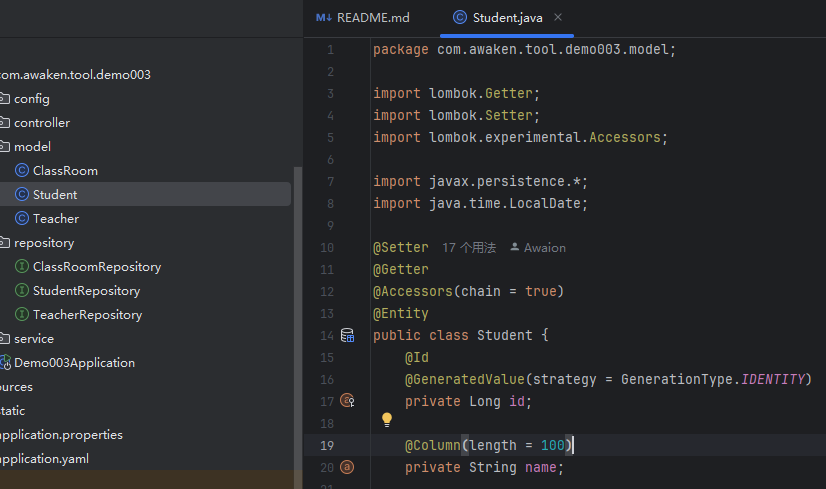 com.awaken.tool.demo003
config
controller
model
ClassRoom
Student
Teacher
repository
ClassRoomRepository
StudentRepository
TeacherRepository
service
Demo003Application
ources
static
application.properties
application.yaml
README.md
Student.java
1 package com.awaken.tool.demo003.model;
2
3 import lombok.Getter;
4 import lombok.Setter;
5 import lombok.experimental.Accessors;
6
7 import javax.persistence.*;
8 import java.time.LocalDate;
9
10 @Setter 17 个用法 Awaion
11 @Getter
12 @Accessors(chain = true)
13 @Entity
14 public class Student {
15 @Id
16 @GeneratedValue(strategy = GenerationType.IDENTITY)
17 private Long id;
18
19 @Column(length = 100)
20 private String name;